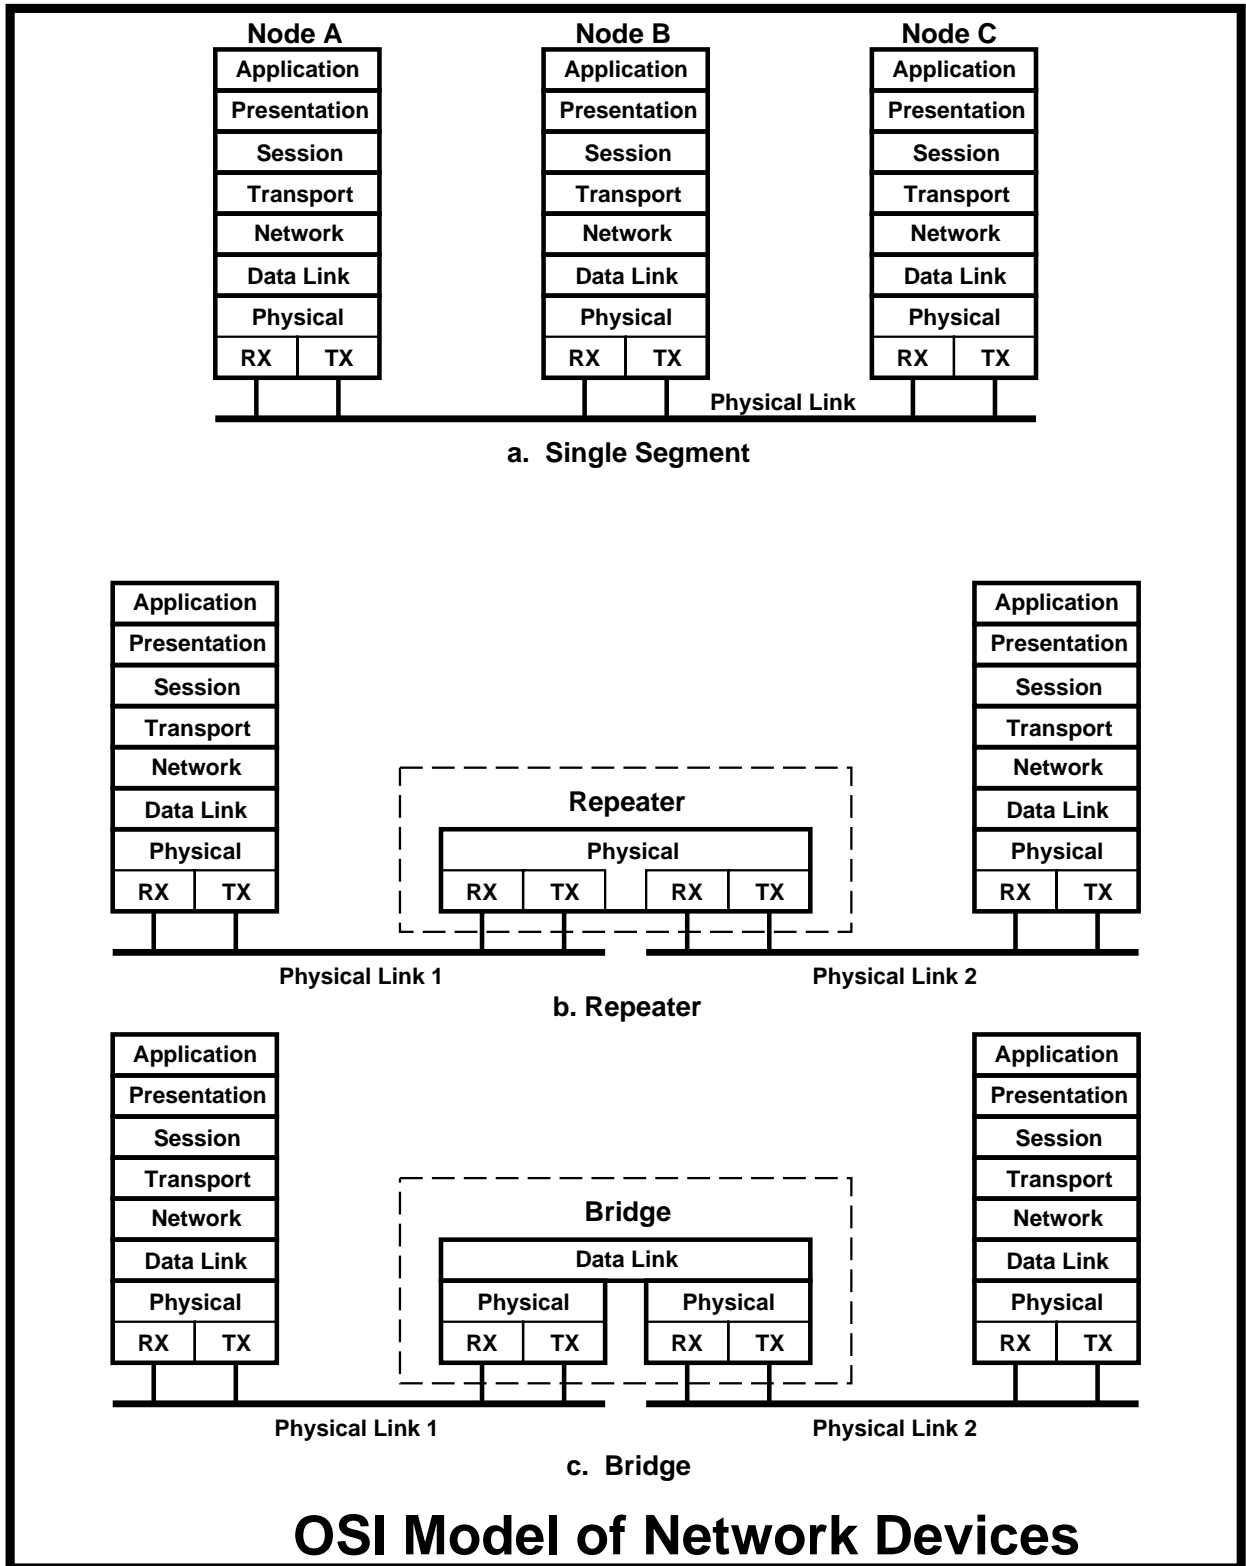 Node A Node B Node C
Application Application Application
Presentation Presentation Presentation
Session Session Session
Transport Transport Transport
Network Network Network
Data Link Data Link Data Link
Physical Physical Physical
RX TX RX TX RX TX
Physical Link
a. Single Segment
Application Application
Presentation Presentation
Session Session
Transport Transport
Network Network
Repeater
Data Link Data Link
Physical Physical Physical
RX TX RX TX RX TX RX TX
Physical Link 1 Physical Link 2
b. Repeater
Application Application
Presentation Presentation
Session Session
Transport Transport
Network Bridge Network
Data Link Data Link Data Link
Physical Physical Physical Physical
RX TX RX TX RX TX RX TX
Physical Link 1 Physical Link 2
c. Bridge
OSI Model of Network Devices